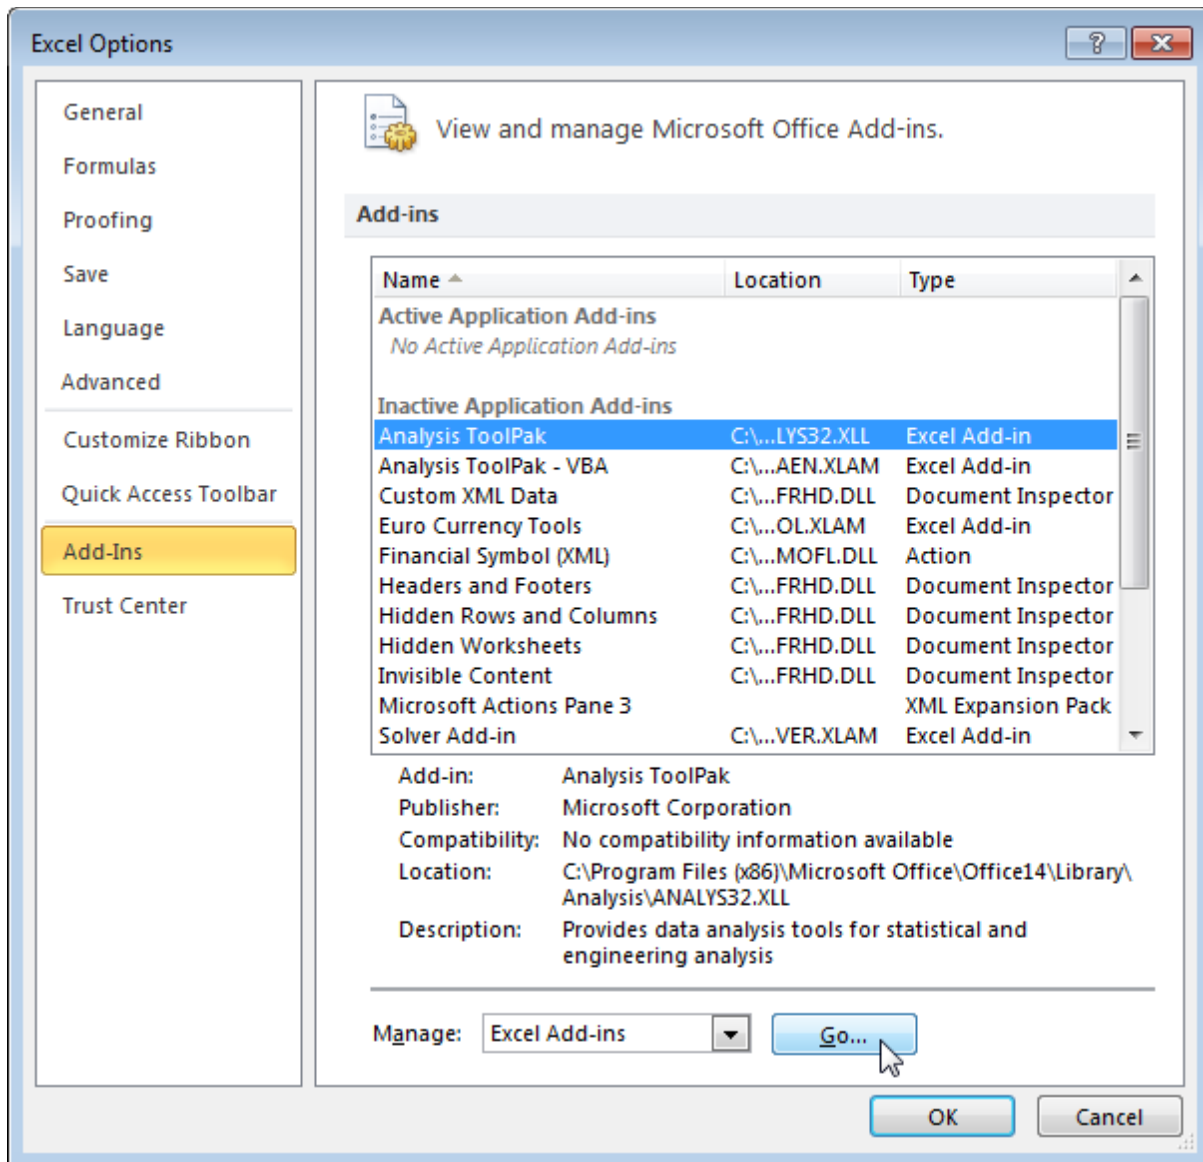 Excel Options
General
Formulas
Proofing
Save
Language
Advanced
Customize Ribbon
Quick Access Toolbar
Add-Ins
Trust Center
View and manage Microsoft Office Add-ins.
Add-ins
Name Location Type
Active Application Add-ins
No Active Application Add-ins
Inactive Application Add-ins
Analysis ToolPak C:\...LYS32.XLL Excel Add-in
Analysis ToolPak - VBA C:\...AEN.XLAM Excel Add-in
Custom XML Data C:\...FRHD.DLL Document Inspector
Euro Currency Tools C:\...OL.XLAM Excel Add-in
Financial Symbol (XML) C:\...MOFL.DLL Action
Headers and Footers C:\...FRHD.DLL Document Inspector
Hidden Rows and Columns C:\...FRHD.DLL Document Inspector
Hidden Worksheets C:\...FRHD.DLL Document Inspector
Invisible Content C:\...FRHD.DLL Document Inspector
Microsoft Actions Pane 3 XML Expansion Pack
Solver Add-in C:\...VER.XLAM Excel Add-in
Add-in: Analysis ToolPak
Publisher: Microsoft Corporation
Compatibility: No compatibility information available
Location: C:\Program Files (x86)\Microsoft Office\Office14\Library\
Analysis\ANALYS32.XLL
Description: Provides data analysis tools for statistical and
engineering analysis
Manage: Excel Add-ins Go...
OK Cancel